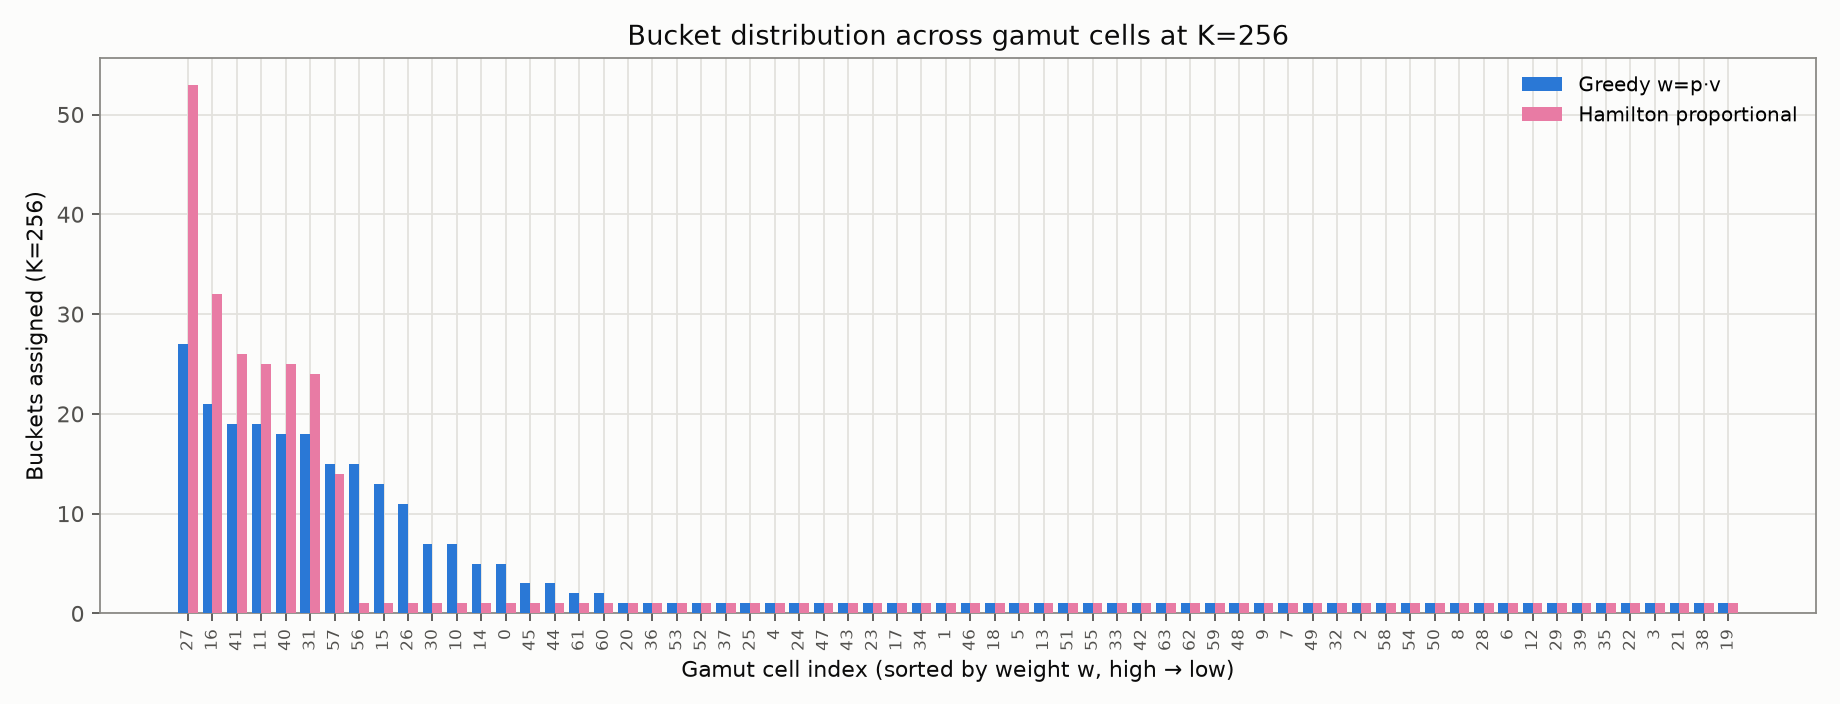 Bucket distribution across gamut cells at K=256
Greedy w=p·v
Hamilton proportional
Buckets assigned (K=256)
50
40
30
20
10
0
27 16 41 11 40 31 57 56 15 26 30 10 14 0 45 44 61 60 20 36 53 52 37 25 4 24 47 43 23 17 34 1 46 18 5 13 51 55 33 42 63 62 59 48 9 7 49 32 2 58 54 50 8 28 6 12 29 39 35 22 3 21 38 19
Gamut cell index (sorted by weight w, high → low)